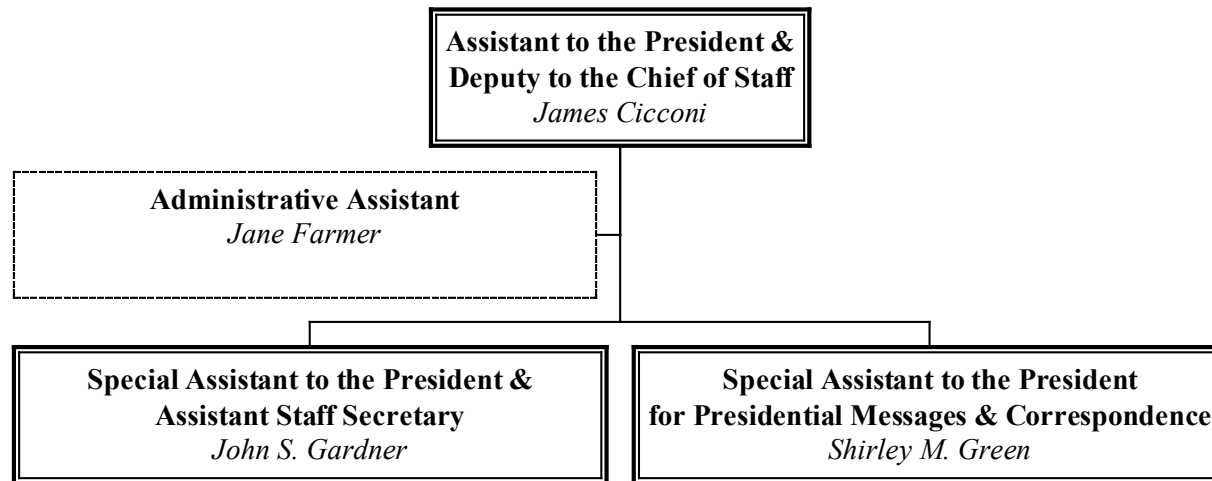 Assistant to the President &
Deputy to the Chief of Staff
James Cicconi
Administrative Assistant
Jane Farmer
Special Assistant to the President &
Assistant Staff Secretary
John S. Gardner
Special Assistant to the President
for Presidential Messages & Correspondence
Shirley M. Green